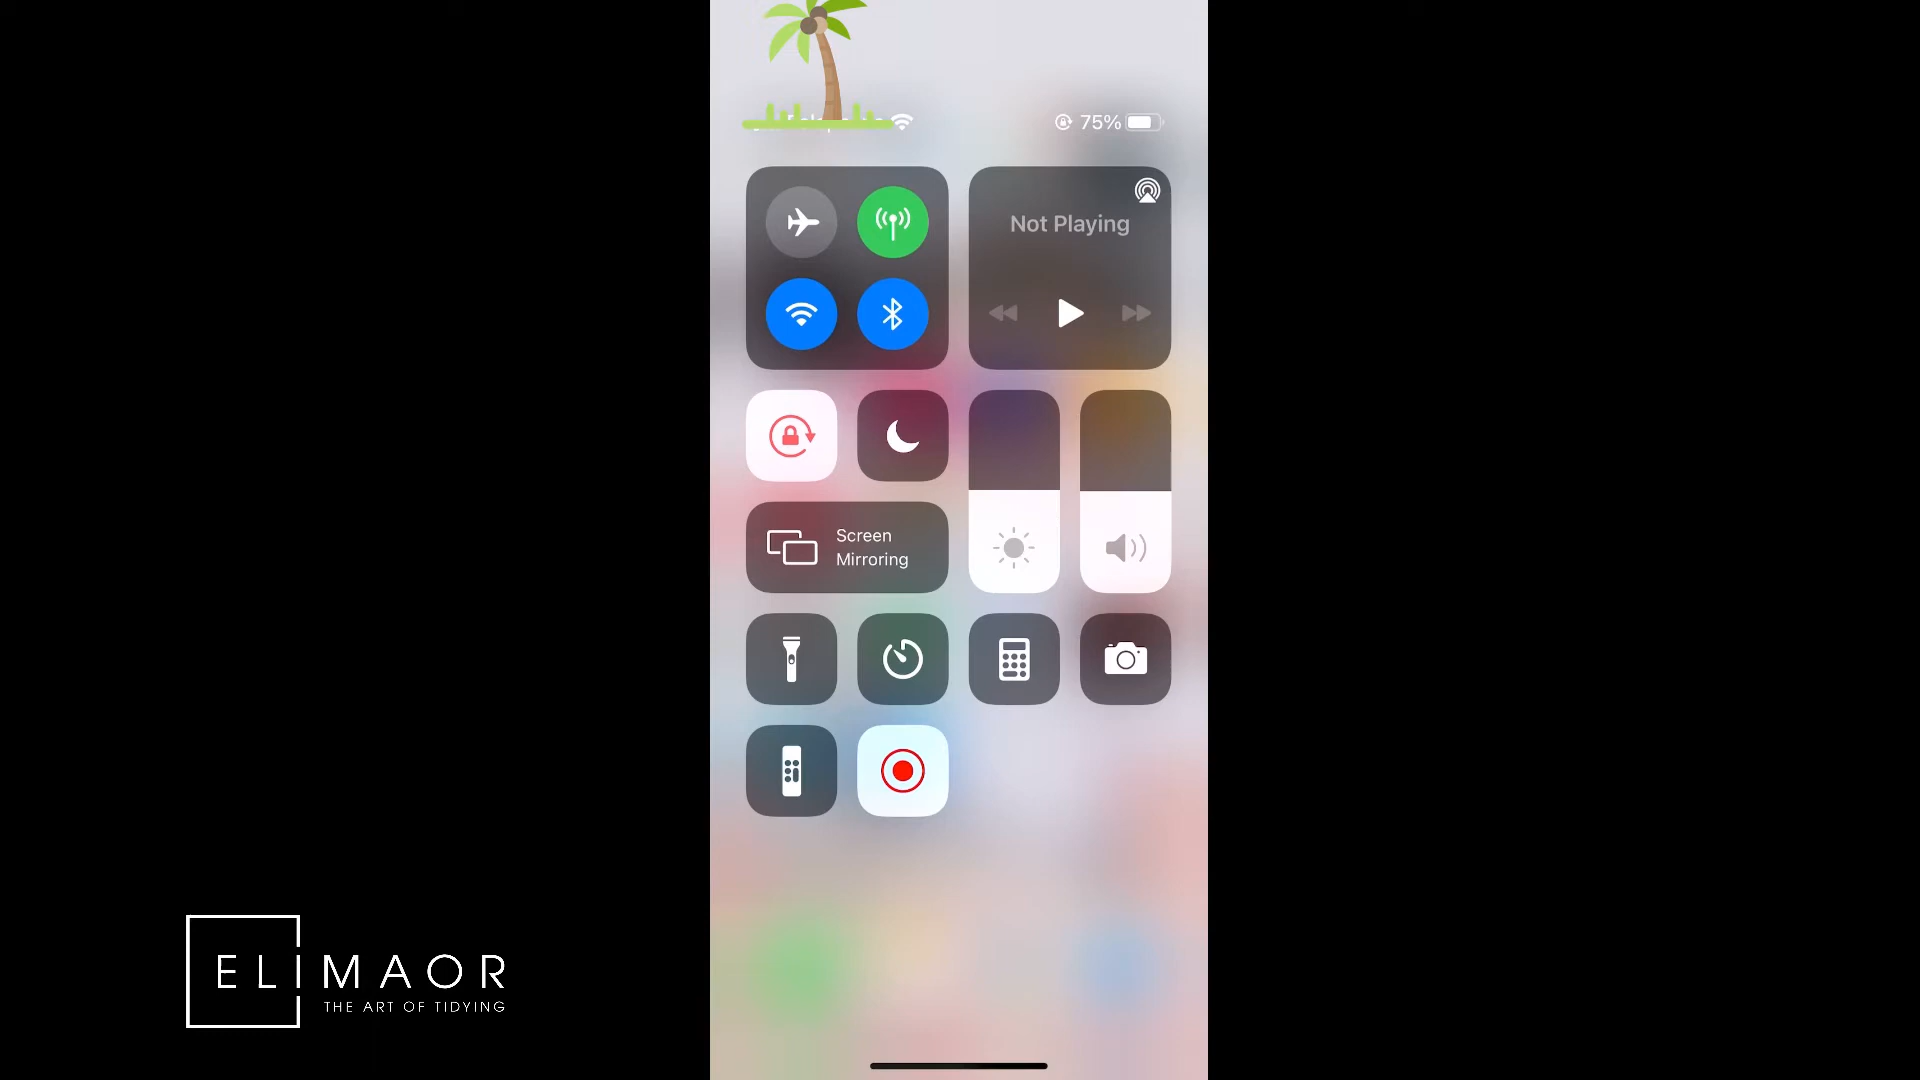 75%
Not Playing
Screen
Mirroring
ELIMAOR
THE ART OF TIDYING